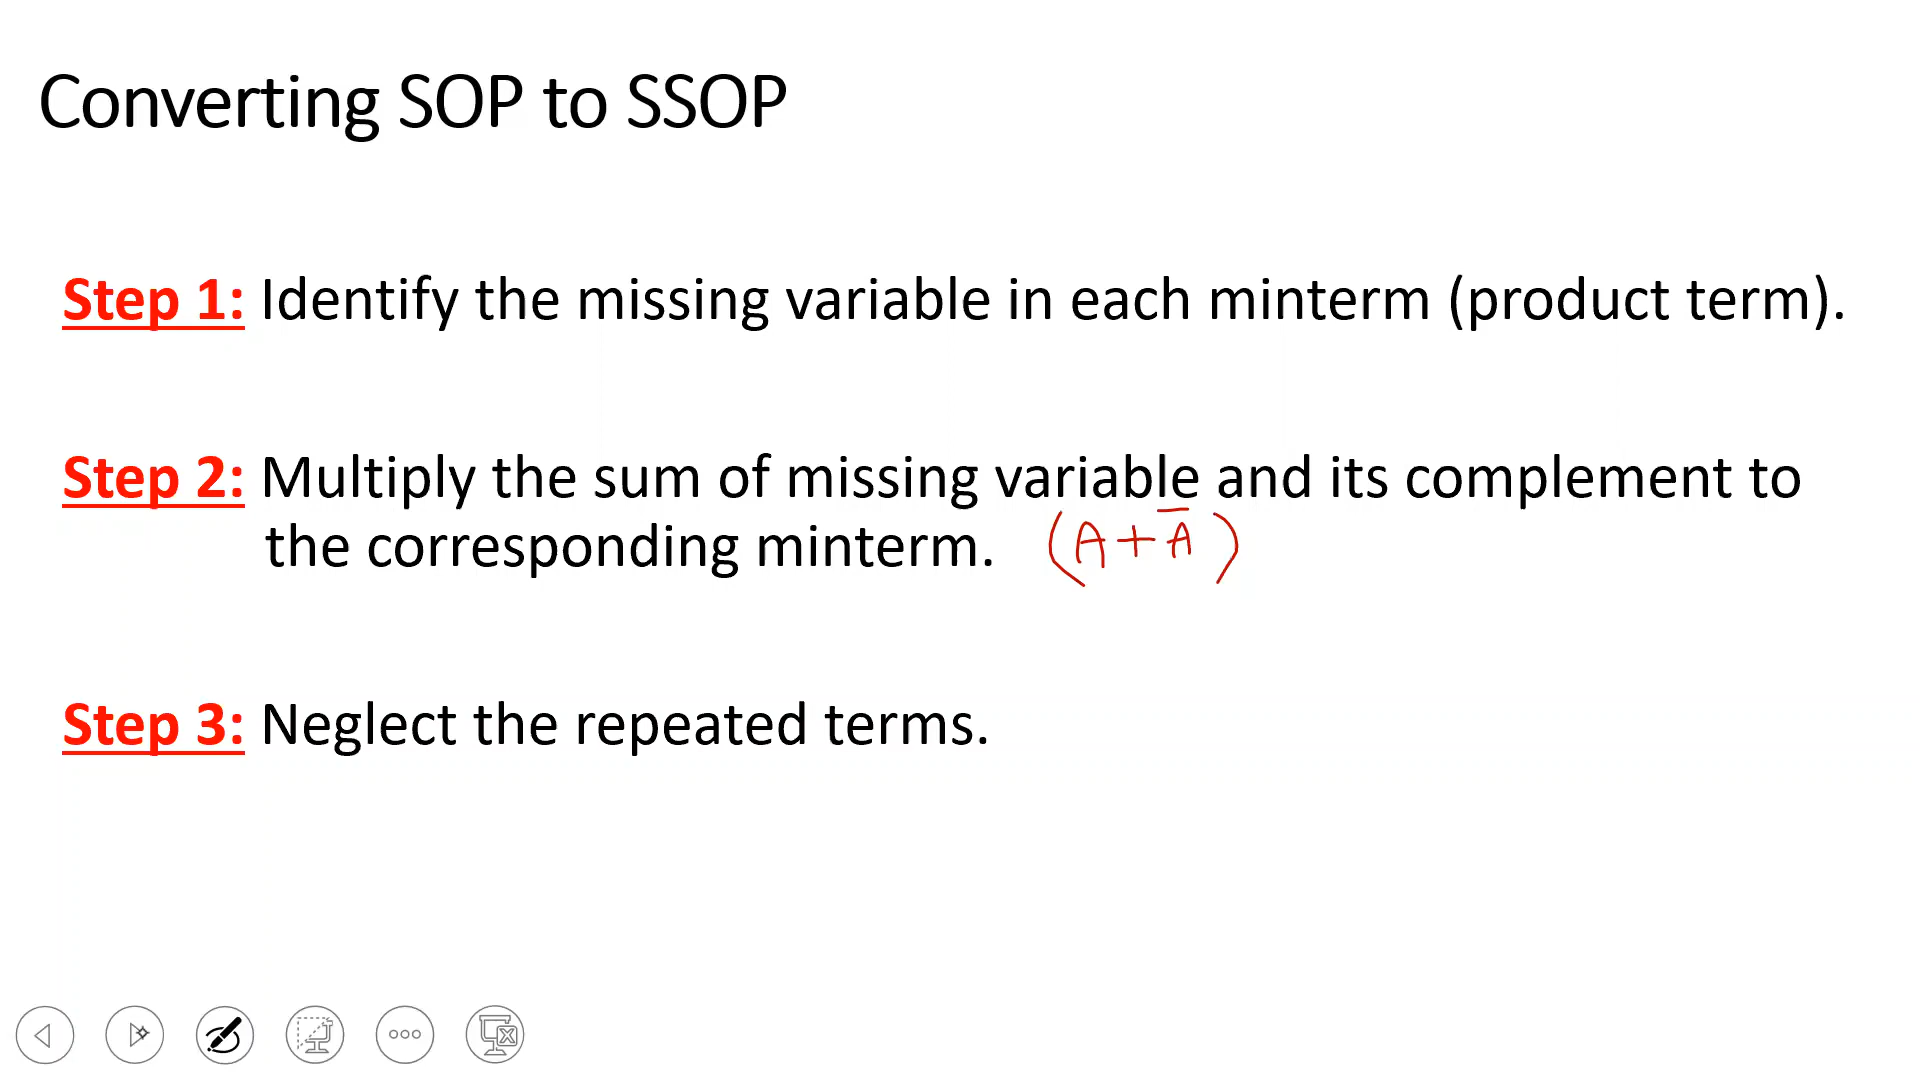 Converting SOP to SSOP
Step 1: Identify the missing variable in each minterm (product term).
Step 2: Multiply the sum of missing variable and its complement to
the corresponding minterm. (A + A̅)
Step 3: Neglect the repeated terms.